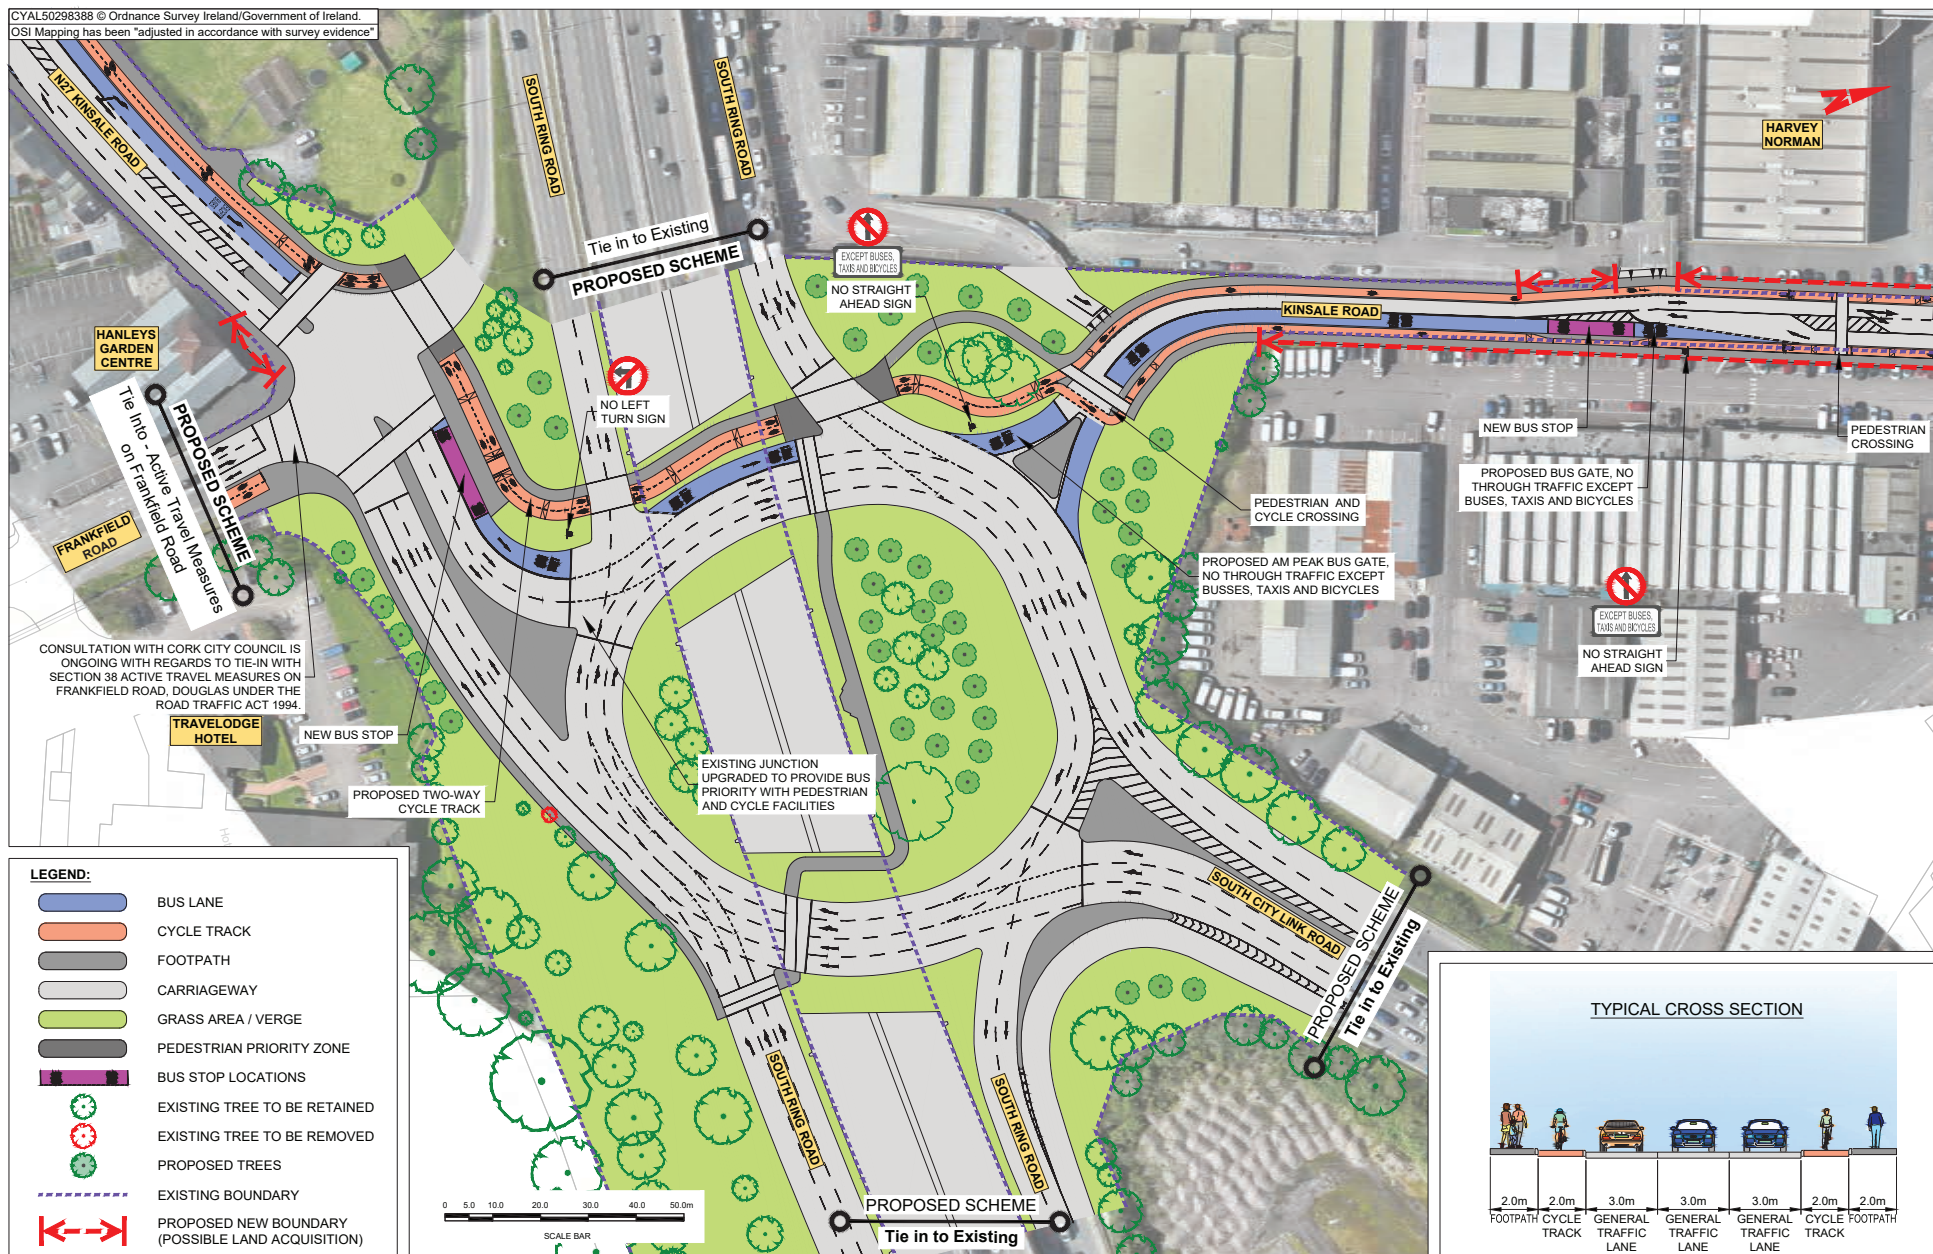 CYAL50298388 © Ordnance Survey Ireland/Government of Ireland.
OSI Mapping has been "adjusted in accordance with survey evidence"
N27 KINSALE ROAD
SOUTH RING ROAD
SOUTH RING ROAD
HARVEY
NORMAN
Tie in to Existing
PROPOSED SCHEME
EXCEPT BUSES,
TAXIS AND BICYCLES
NO STRAIGHT
AHEAD SIGN
KINSALE ROAD
HANLEYS
GARDEN
CENTRE
NO LEFT
TURN SIGN
NEW BUS STOP
PEDESTRIAN
CROSSING
PROPOSED BUS GATE, NO
THROUGH TRAFFIC EXCEPT
BUSES, TAXIS AND BICYCLES
PEDESTRIAN AND
CYCLE CROSSING
PROPOSED SCHEME
Tie Into - Active Travel Measures
on Frankfield Road
FRANKFIELD
ROAD
PROPOSED AM PEAK BUS GATE,
NO THROUGH TRAFFIC EXCEPT
BUSSES, TAXIS AND BICYCLES
EXCEPT BUSES,
TAXIS AND BICYCLES
NO STRAIGHT
AHEAD SIGN
CONSULTATION WITH CORK CITY COUNCIL IS
ONGOING WITH REGARDS TO TIE-IN WITH
SECTION 38 ACTIVE TRAVEL MEASURES ON
FRANKFIELD ROAD, DOUGLAS UNDER THE
ROAD TRAFFIC ACT 1994.
TRAVELODGE
HOTEL
NEW BUS STOP
PROPOSED TWO-WAY
CYCLE TRACK
EXISTING JUNCTION
UPGRADED TO PROVIDE BUS
PRIORITY WITH PEDESTRIAN
AND CYCLE FACILITIES
SOUTH CITY LINK ROAD
PROPOSED SCHEME
Tie in to Existing
SOUTH RING ROAD
SOUTH RING ROAD
PROPOSED SCHEME
Tie in to Existing
LEGEND:
BUS LANE
CYCLE TRACK
FOOTPATH
CARRIAGEWAY
GRASS AREA / VERGE
PEDESTRIAN PRIORITY ZONE
BUS STOP LOCATIONS
EXISTING TREE TO BE RETAINED
EXISTING TREE TO BE REMOVED
PROPOSED TREES
EXISTING BOUNDARY
PROPOSED NEW BOUNDARY
(POSSIBLE LAND ACQUISITION)
0 5.0 10.0 20.0 30.0 40.0 50.0m
SCALE BAR
TYPICAL CROSS SECTION
2.0m 2.0m 3.0m 3.0m 3.0m 2.0m 2.0m
FOOTPATH CYCLE GENERAL GENERAL GENERAL CYCLE FOOTPATH
TRACK TRAFFIC TRAFFIC TRAFFIC TRACK
LANE LANE LANE